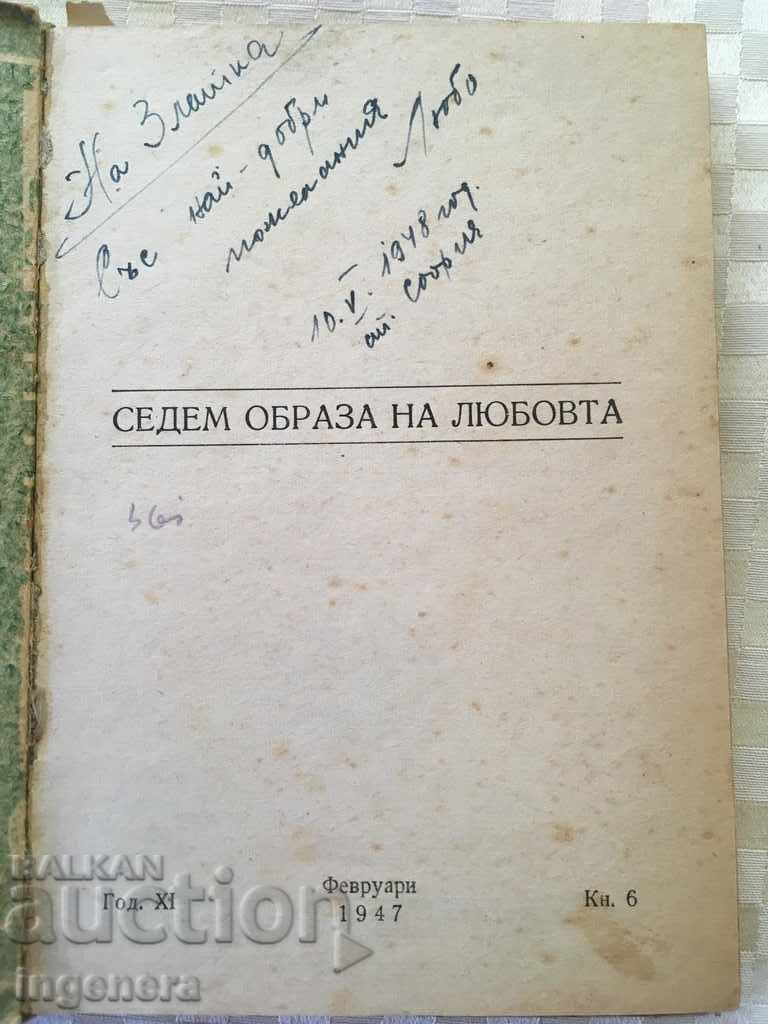 На Златка
Със най-добри
пожелания Любо
10.V.1948 год.
гр. София
СЕДЕМ ОБРАЗА НА ЛЮБОВТА
Год. XI
Февруари
1947
Кн. 6
BALKAN
auction
ingenera